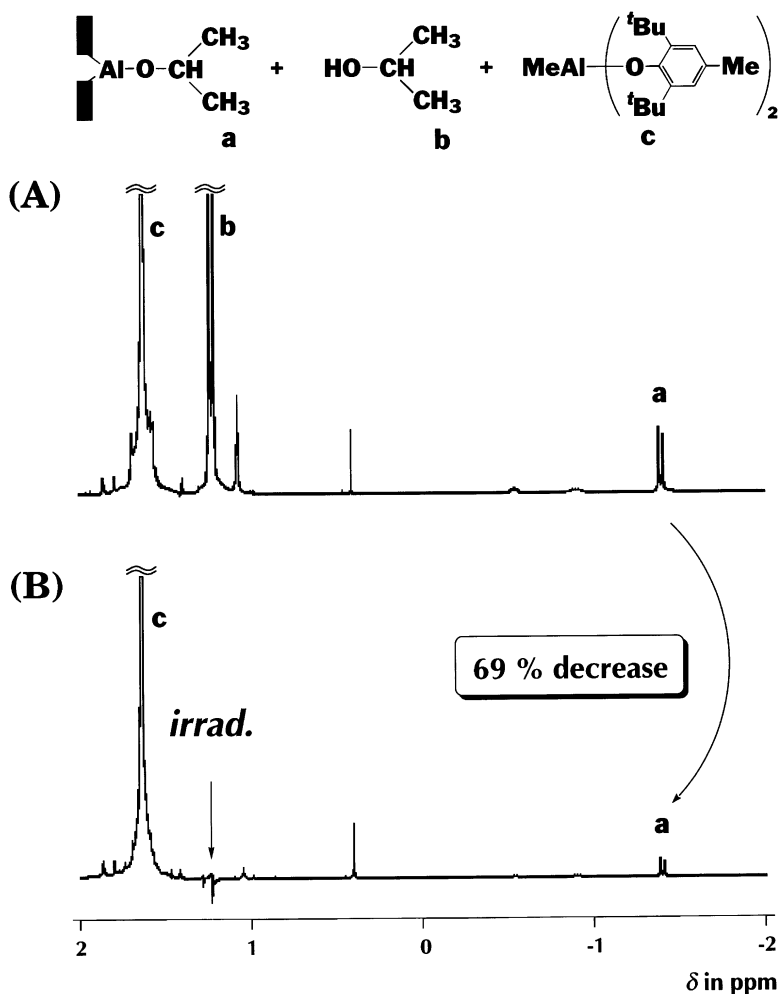 CH3 CH3 tBu
Al-O-CH + HO-CH + MeAl-(-O- -Me)2
CH3 CH3 tBu
a b c
(A)
c b
a
(B)
c
69 % decrease
irrad.
a
2 1 0 -1 -2
δ in ppm